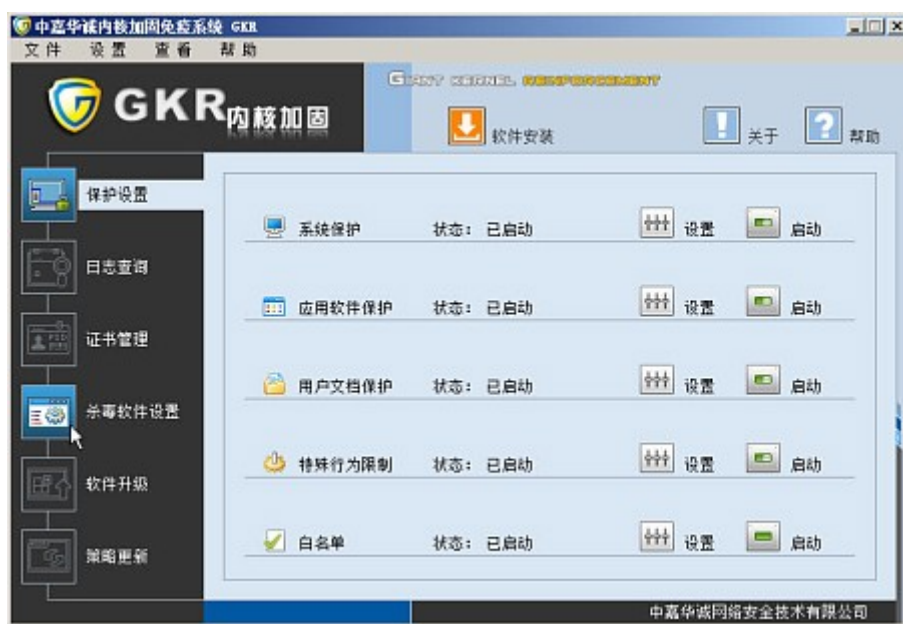 中嘉华诚内核加固免疫系统 GKR
文件 设置 查看 帮助
GIANT KERNEL REINFORCEMENT
GKR内核加固
软件安装 关于 帮助
保护设置
日志查询
证书管理
杀毒软件设置
软件升级
策略更新
系统保护 状态：已启动 设置 启动
应用软件保护 状态：已启动 设置 启动
用户文档保护 状态：已启动 设置 启动
特殊行为限制 状态：已启动 设置 启动
白名单 状态：已启动 设置 启动
中嘉华诚网络安全技术有限公司